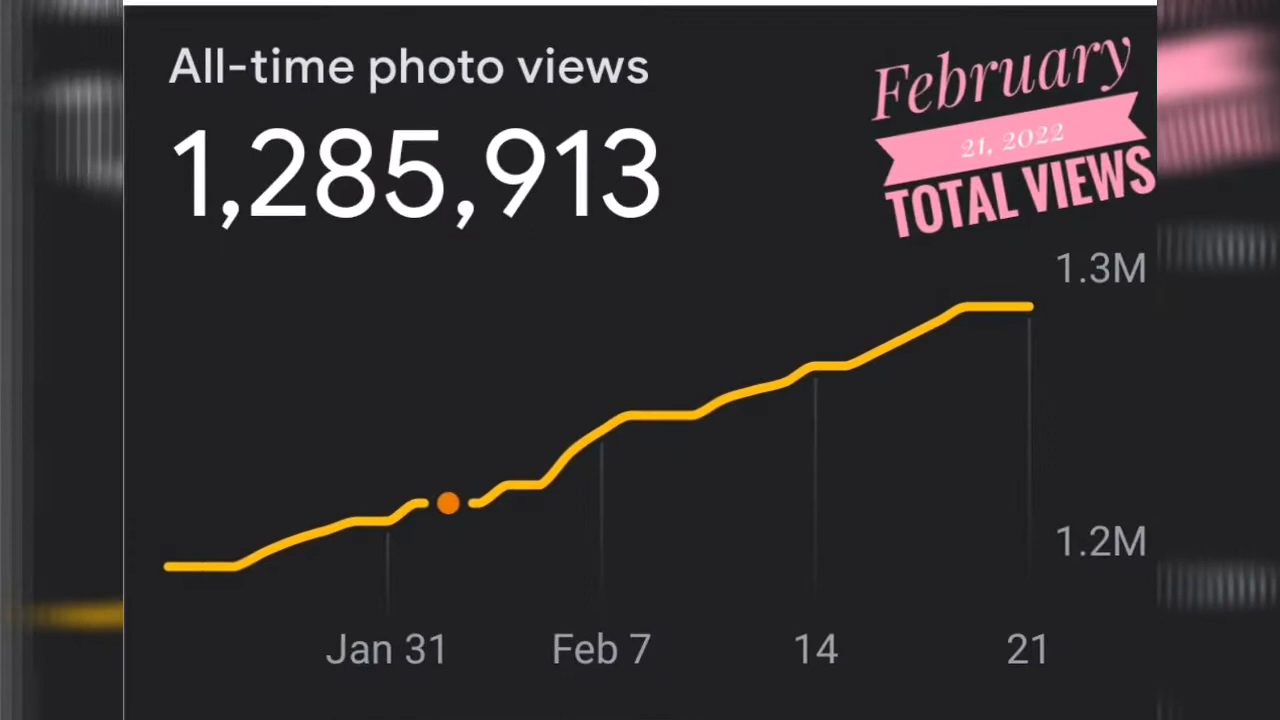 All-time photo views
1,285,913
February
21, 2022
TOTAL VIEWS
1.3M
1.2M
Jan 31 Feb 7 14 21